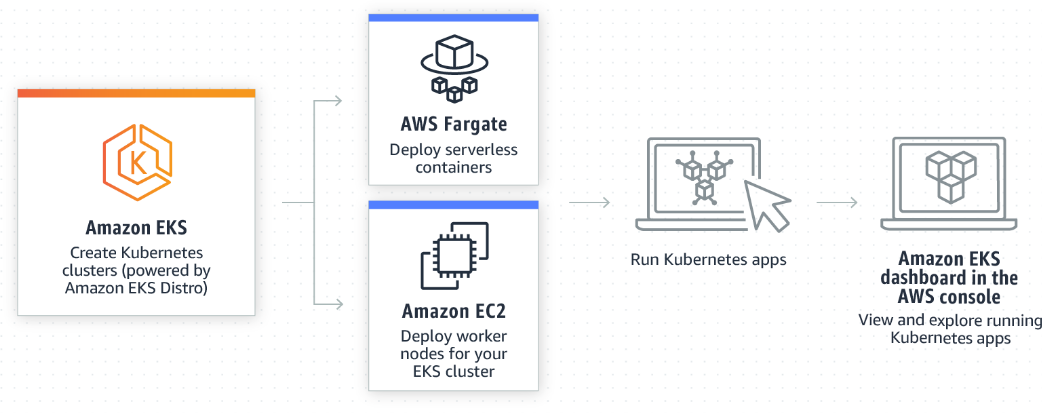 K
Amazon EKS
Create Kubernetes
clusters (powered by
Amazon EKS Distro)
AWS Fargate
Deploy serverless
containers
Amazon EC2
Deploy worker
nodes for your
EKS cluster
Run Kubernetes apps
Amazon EKS
dashboard in the
AWS console
View and explore running
Kubernetes apps